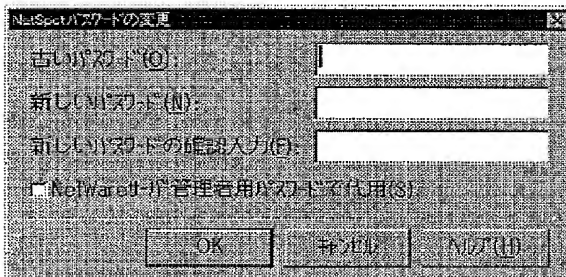 NetSpotパスワードの変更
古いパスワード(O):
新しいパスワード(N):
新しいパスワードの確認入力(F):
NetWareサーバ管理者用パスワードで代用(S)
OK
キャンセル
ヘルプ(H)